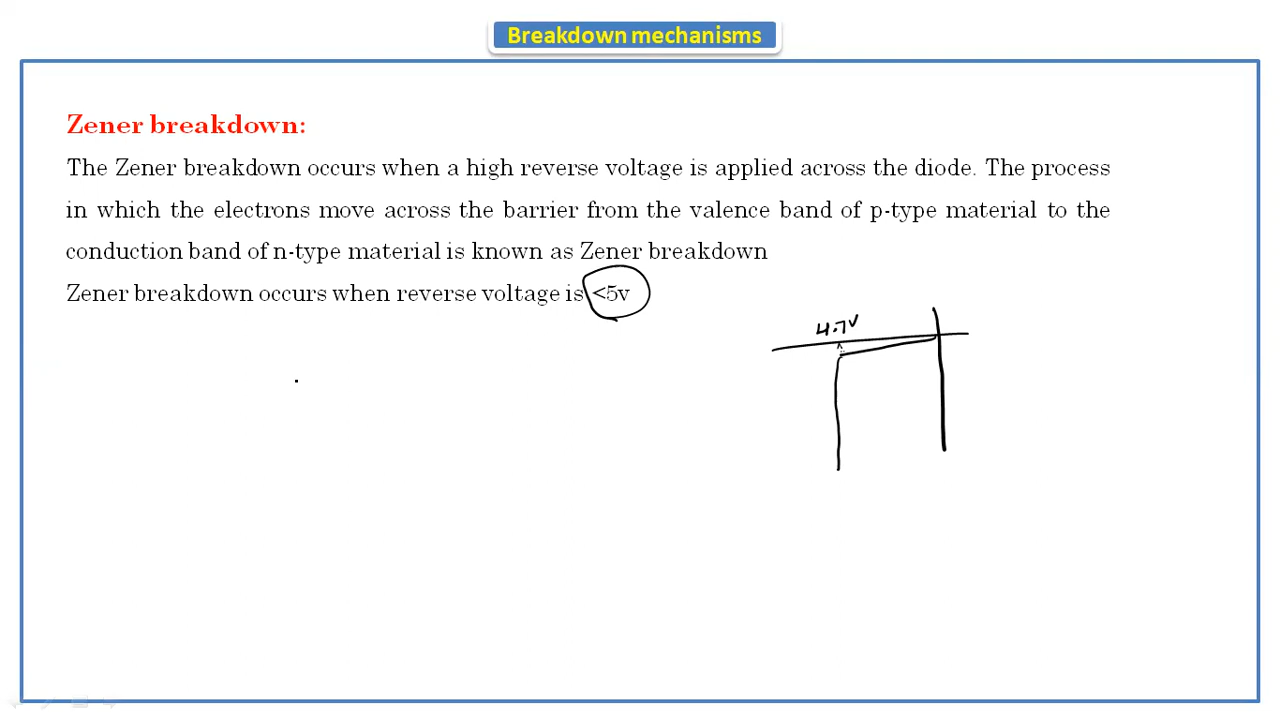 Breakdown mechanisms
Zener breakdown:
The Zener breakdown occurs when a high reverse voltage is applied across the diode. The process
in which the electrons move across the barrier from the valence band of p-type material to the
conduction band of n-type material is known as Zener breakdown
Zener breakdown occurs when reverse voltage is <5v
4.7V